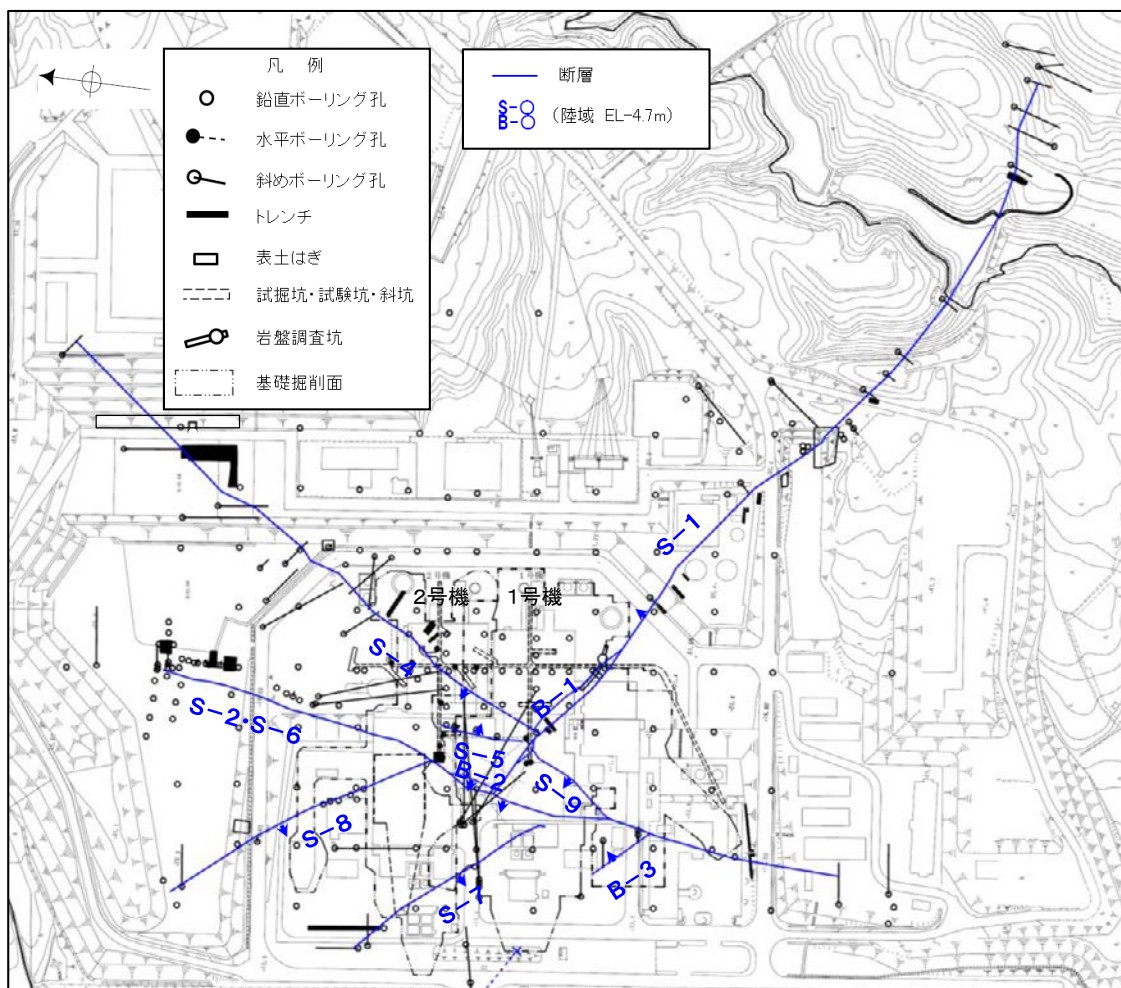 凡　例
鉛直ボーリング孔
水平ボーリング孔
斜めボーリング孔
トレンチ
表土はぎ
試掘坑・試験坑・斜坑
岩盤調査坑
基礎掘削面
断層
S-○
B-○
（陸域 EL-4.7m）
S-1
2号機
1号機
S-4
B-1
S-2・S-6
S-5
B-2
S-9
S-8
S-7
B-3